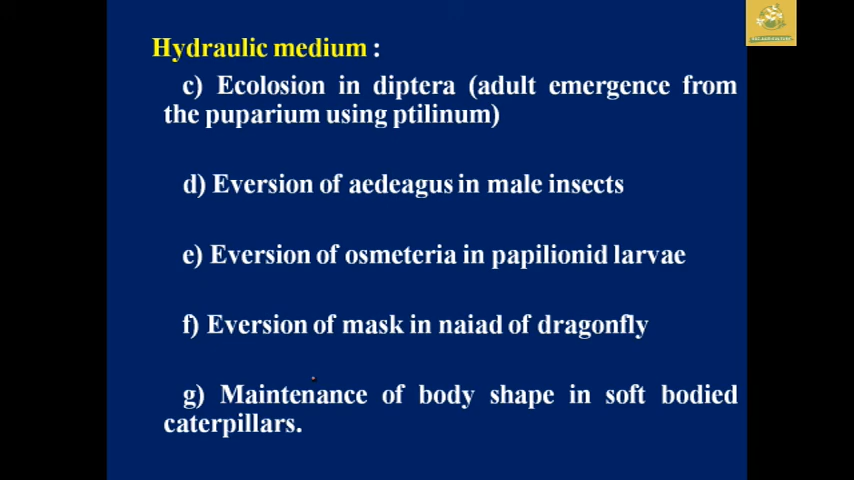 Hydraulic medium :
c) Ecolosion in diptera (adult emergence from
the puparium using ptilinum)
d) Eversion of aedeagus in male insects
e) Eversion of osmeteria in papilionid larvae
f) Eversion of mask in naiad of dragonfly
g) Maintenance of body shape in soft bodied
caterpillars.